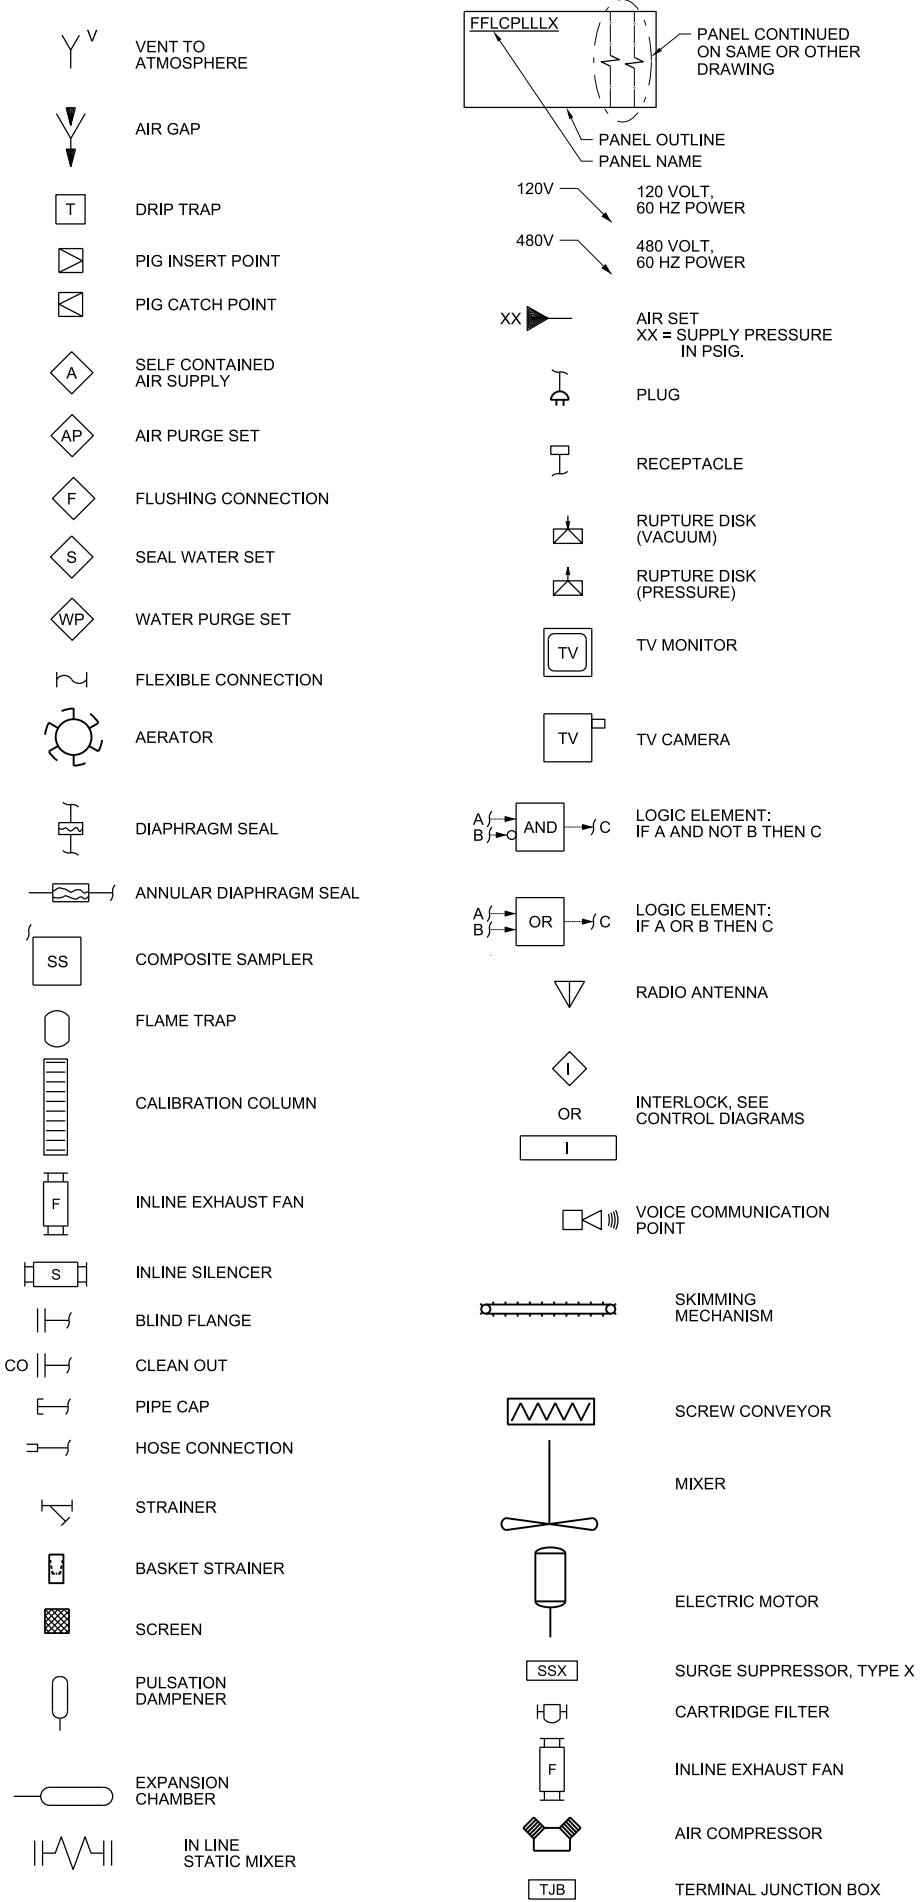 V
VENT TO
ATMOSPHERE
AIR GAP
T
DRIP TRAP
PIG INSERT POINT
PIG CATCH POINT
A
SELF CONTAINED
AIR SUPPLY
AP
AIR PURGE SET
F
FLUSHING CONNECTION
S
SEAL WATER SET
WP
WATER PURGE SET
FLEXIBLE CONNECTION
AERATOR
DIAPHRAGM SEAL
ANNULAR DIAPHRAGM SEAL
SS
COMPOSITE SAMPLER
FLAME TRAP
CALIBRATION COLUMN
F
INLINE EXHAUST FAN
S
INLINE SILENCER
BLIND FLANGE
CO
CLEAN OUT
PIPE CAP
HOSE CONNECTION
STRAINER
BASKET STRAINER
SCREEN
PULSATION
DAMPENER
EXPANSION
CHAMBER
IN LINE
STATIC MIXER
FFLCPLLLX
PANEL CONTINUED
ON SAME OR OTHER
DRAWING
PANEL OUTLINE
PANEL NAME
120V
120 VOLT,
60 HZ POWER
480V
480 VOLT,
60 HZ POWER
XX
AIR SET
XX = SUPPLY PRESSURE
IN PSIG.
PLUG
RECEPTACLE
RUPTURE DISK
(VACUUM)
RUPTURE DISK
(PRESSURE)
TV
TV MONITOR
TV
TV CAMERA
A
B
AND
C
LOGIC ELEMENT:
IF A AND NOT B THEN C
A
B
OR
C
LOGIC ELEMENT:
IF A OR B THEN C
RADIO ANTENNA
I
OR
I
INTERLOCK, SEE
CONTROL DIAGRAMS
VOICE COMMUNICATION
POINT
SKIMMING
MECHANISM
SCREW CONVEYOR
MIXER
ELECTRIC MOTOR
SSX
SURGE SUPPRESSOR, TYPE X
CARTRIDGE FILTER
F
INLINE EXHAUST FAN
AIR COMPRESSOR
TJB
TERMINAL JUNCTION BOX